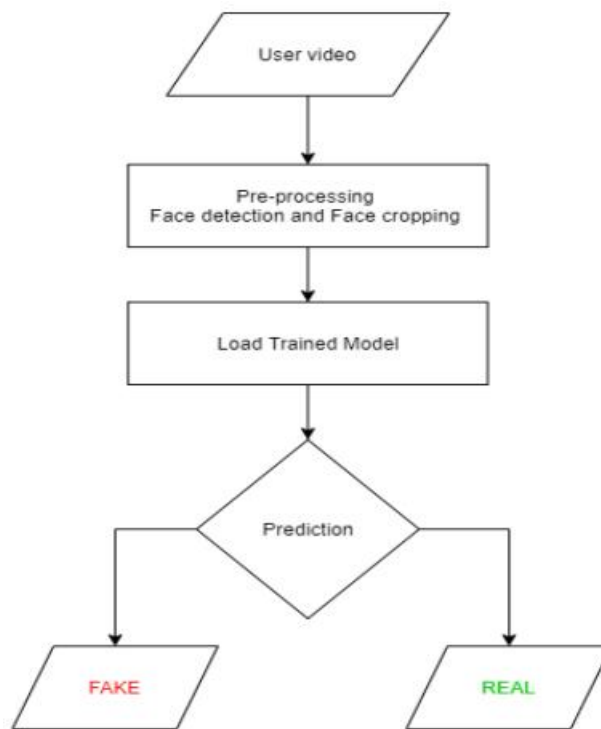 User video
Pre-processing
Face detection and Face cropping
Load Trained Model
Prediction
FAKE
REAL